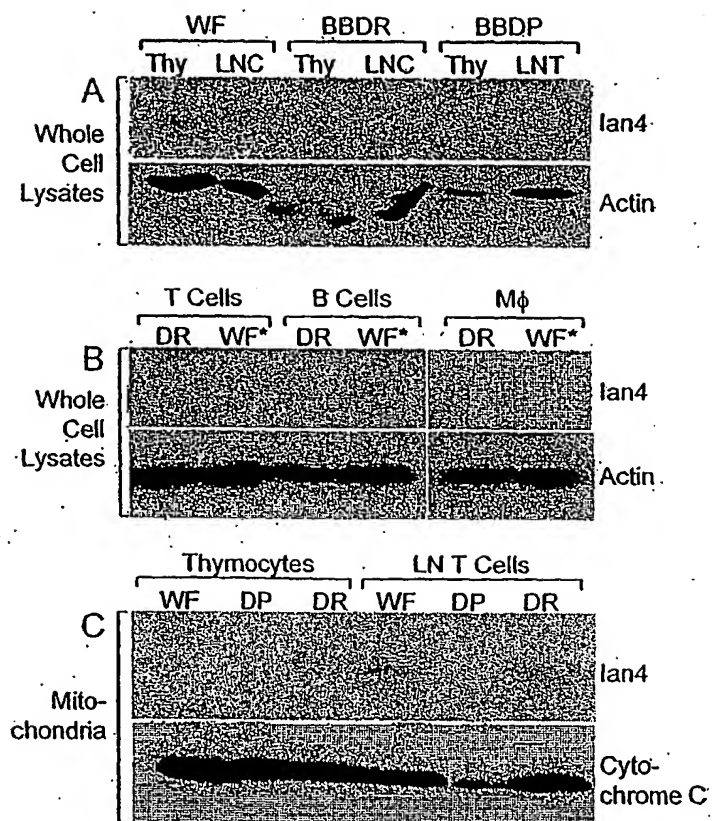 WF BBDR BBDP
Thy LNC Thy LNC Thy LNT
A
Whole
Cell
Lysates
Ian4
Actin
T Cells B Cells Mϕ
DR WF* DR WF* DR WF*
B
Whole
Cell
Lysates
Ian4
Actin
Thymocytes LN T Cells
WF DP DR WF DP DR
C
Mito-
chondria
Ian4
Cyto-
chrome C